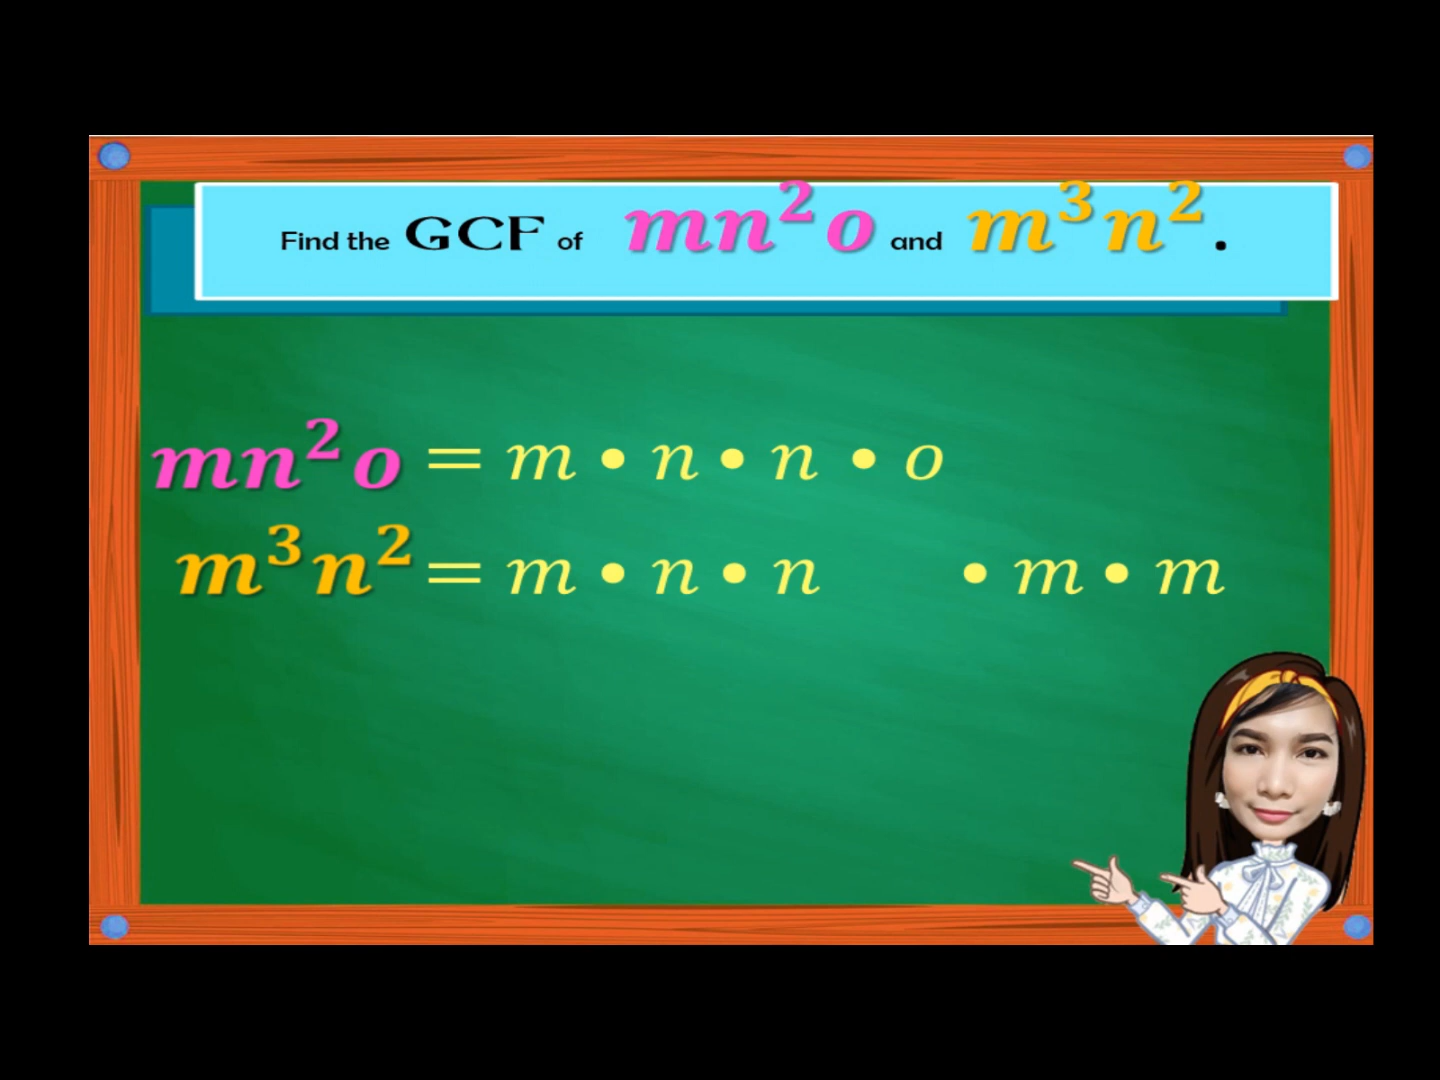 Find the GCF of mn²o and m³n².
mn²o = m • n • n • o
m³n² = m • n • n • m • m